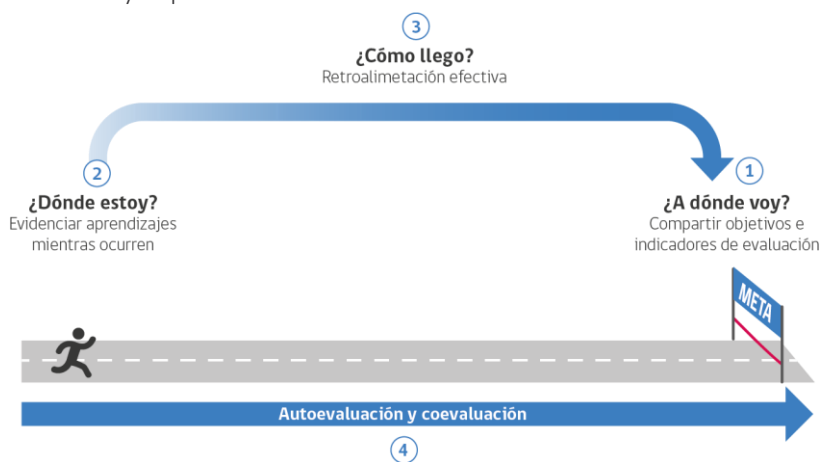 3
¿Cómo llego?
Retroalimetación efectiva
2
¿Dónde estoy?
Evidenciar aprendizajes
mientras ocurren
1
¿A dónde voy?
Compartir objetivos e
indicadores de evaluación
META
Autoevaluación y coevaluación
4